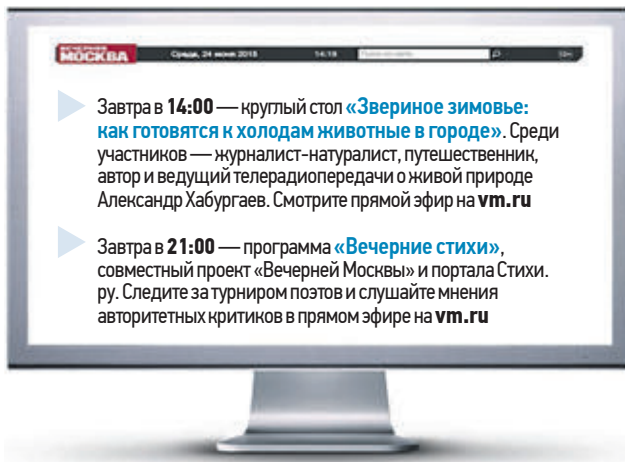 ВЕЧЕРНЯЯ
МОСКВА Среда, 24 июня 2015 14:19
Завтра в 14:00 — круглый стол «Звериное зимовье:
как готовятся к холодам животные в городе». Среди
участников — журналист-натуралист, путешественник,
автор и ведущий телерадиопередачи о живой природе
Александр Хабургаев. Смотрите прямой эфир на vm.ru
Завтра в 21:00 — программа «Вечерние стихи»,
совместный проект «Вечерней Москвы» и портала Стихи.
ру. Следите за турниром поэтов и слушайте мнения
авторитетных критиков в прямом эфире на vm.ru